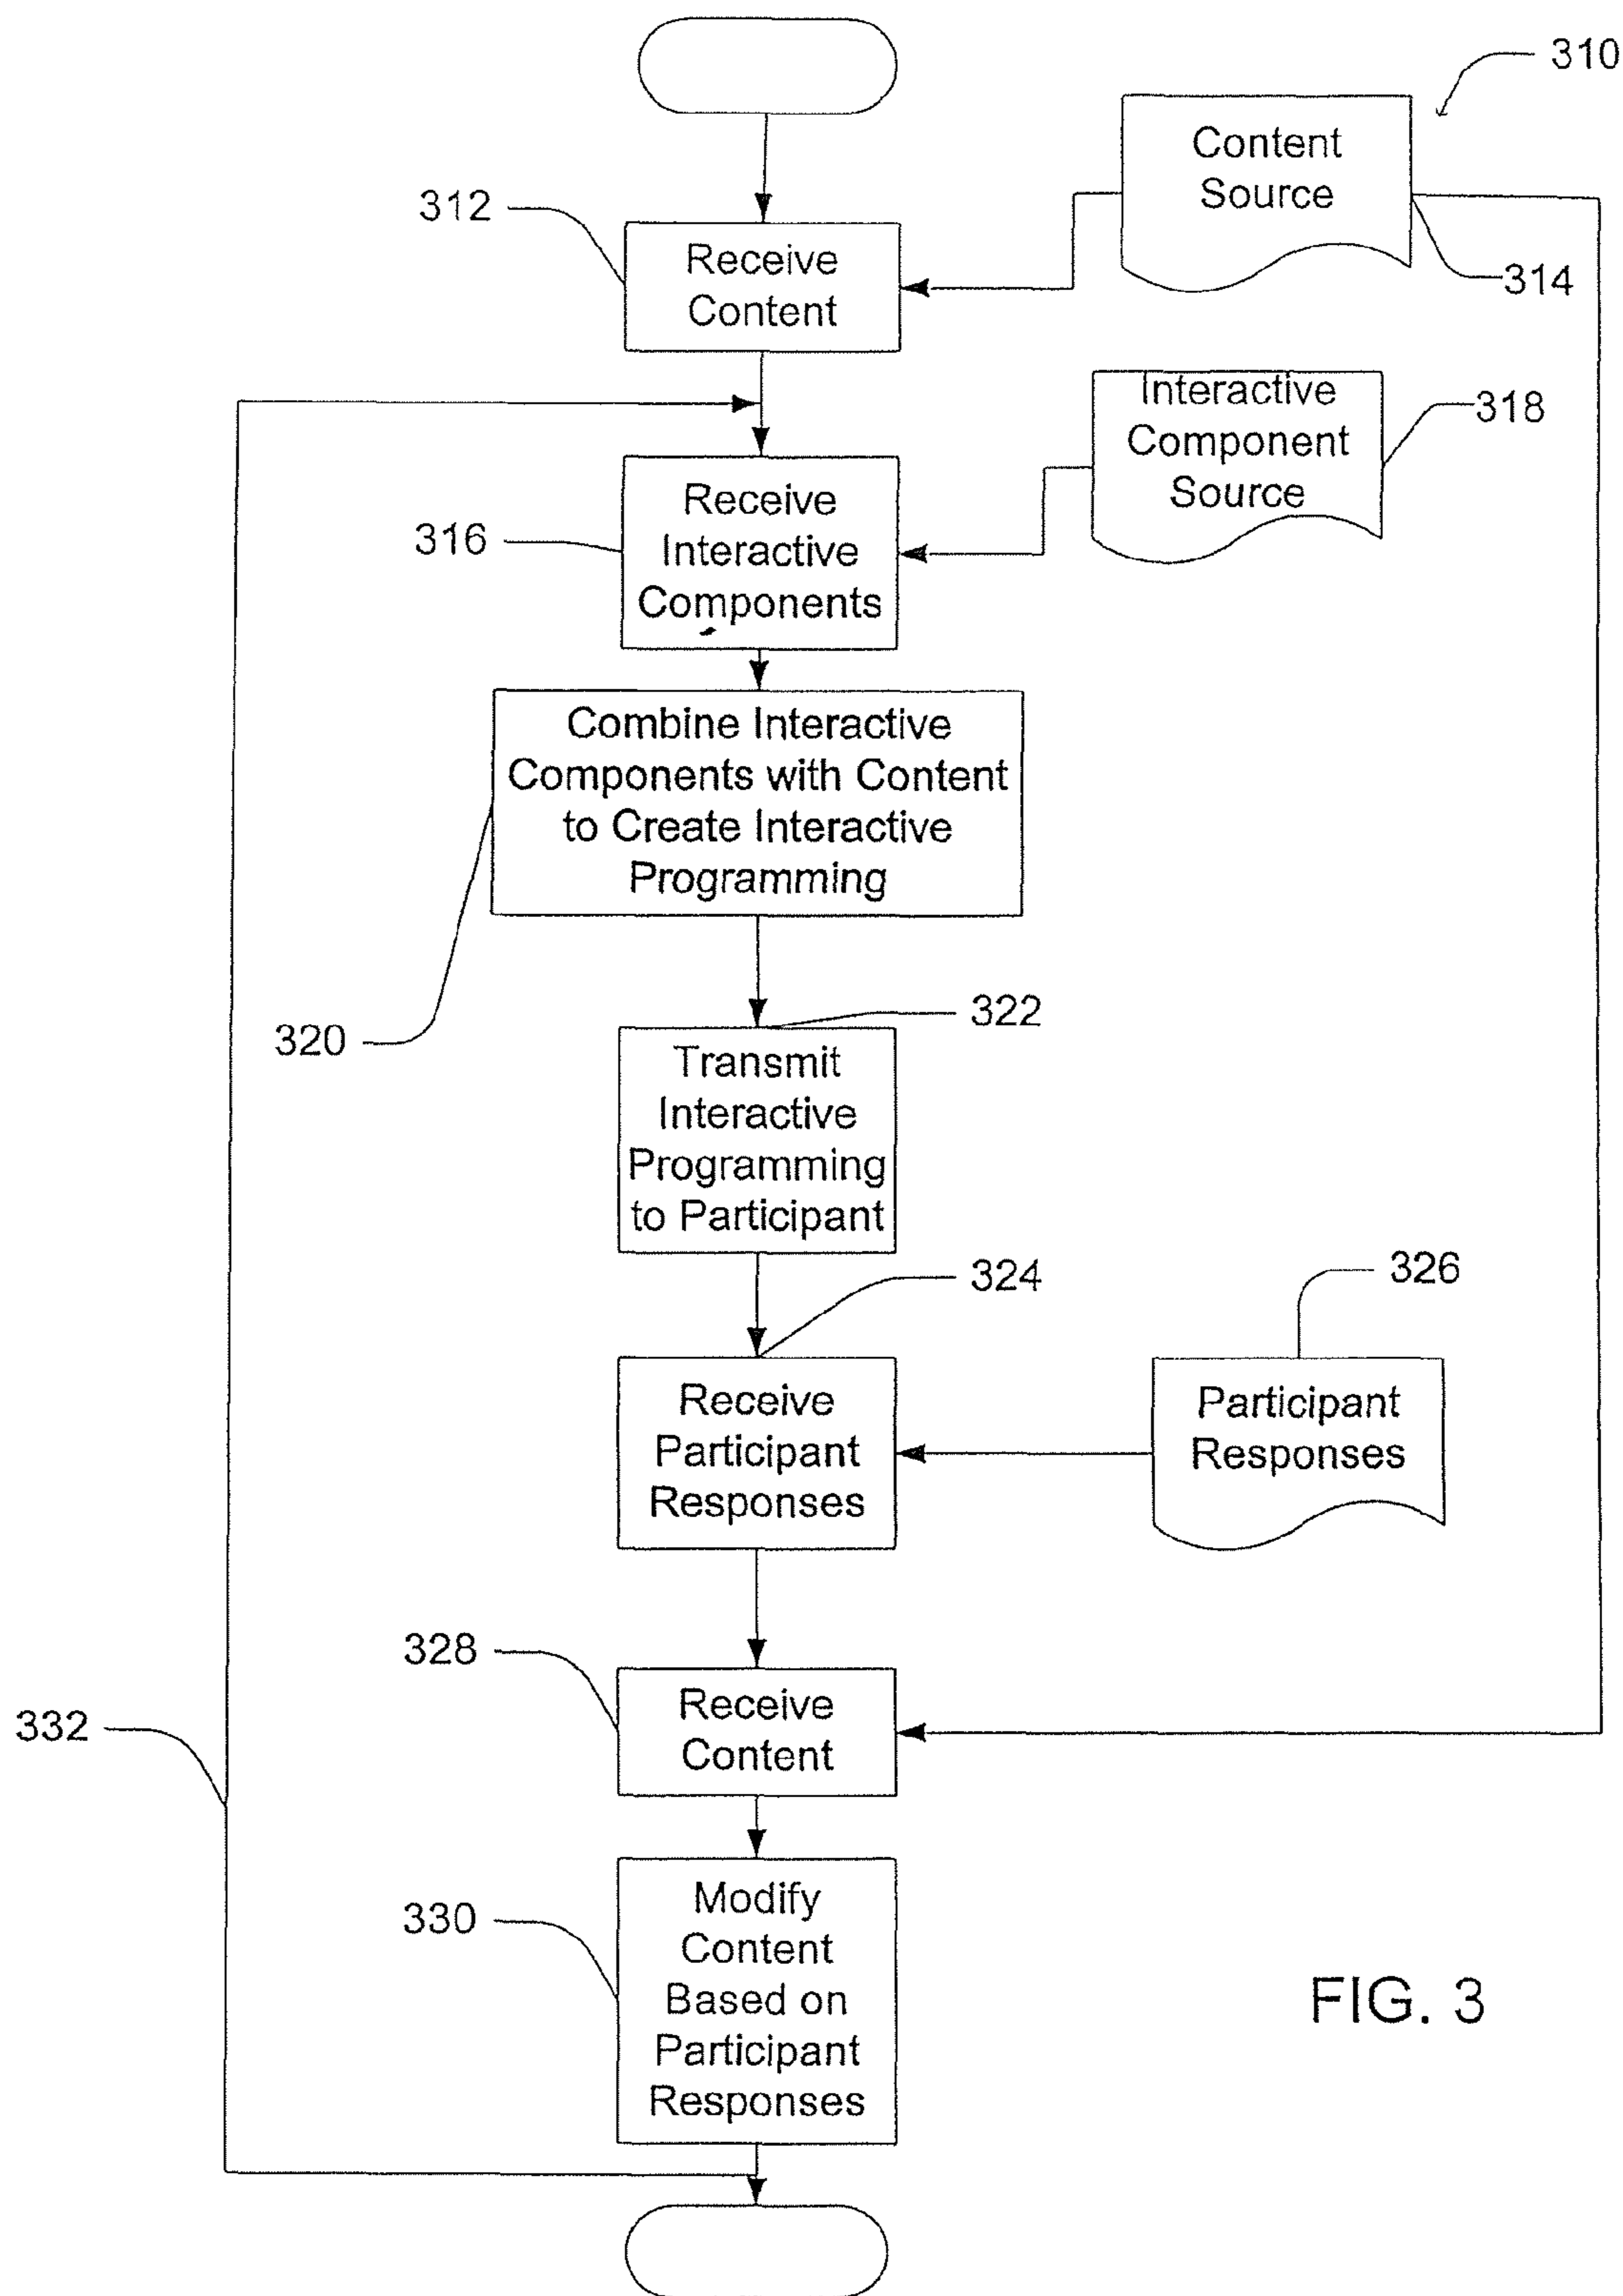 310
Content
Source
314
312
Receive
Content
Interactive
Component
Source
318
316
Receive
Interactive
Components
Combine Interactive
Components with Content
to Create Interactive
Programming
320
322
Transmit
Interactive
Programming
to Participant
324
326
Receive
Participant
Responses
Participant
Responses
328
Receive
Content
332
330
Modify
Content
Based on
Participant
Responses
FIG. 3